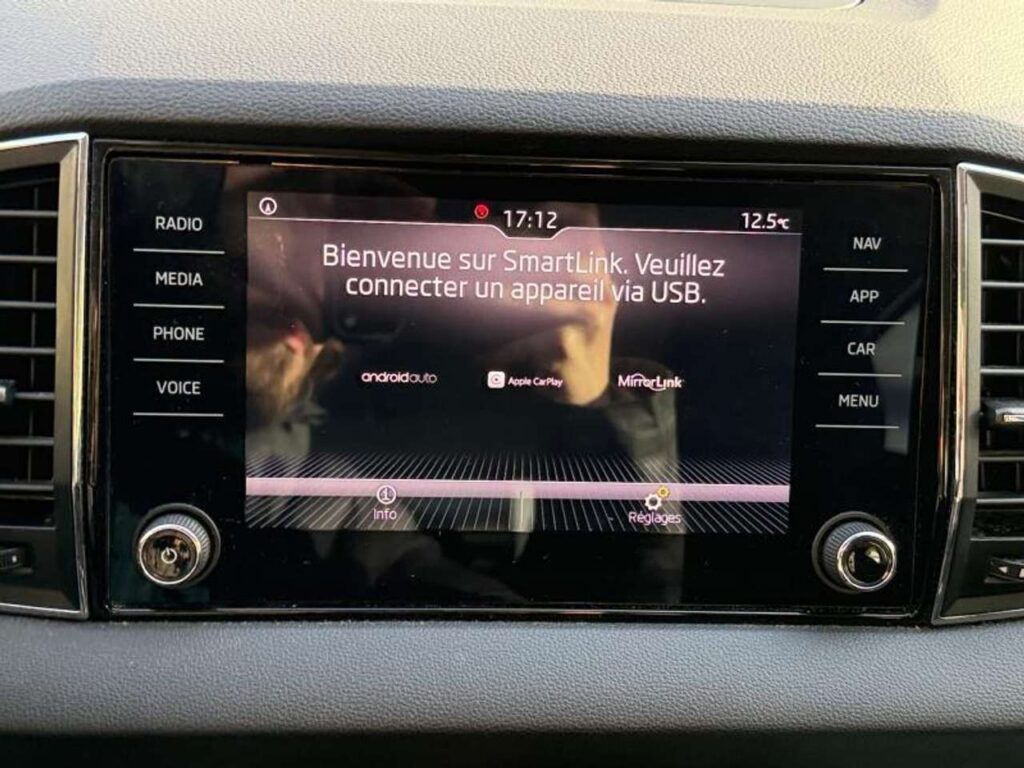 RADIO
MEDIA
PHONE
VOICE
17:12
12.5°C
Bienvenue sur SmartLink. Veuillez
connecter un appareil via USB.
androidauto
Apple CarPlay
MirrorLink
Info
Réglages
NAV
APP
CAR
MENU